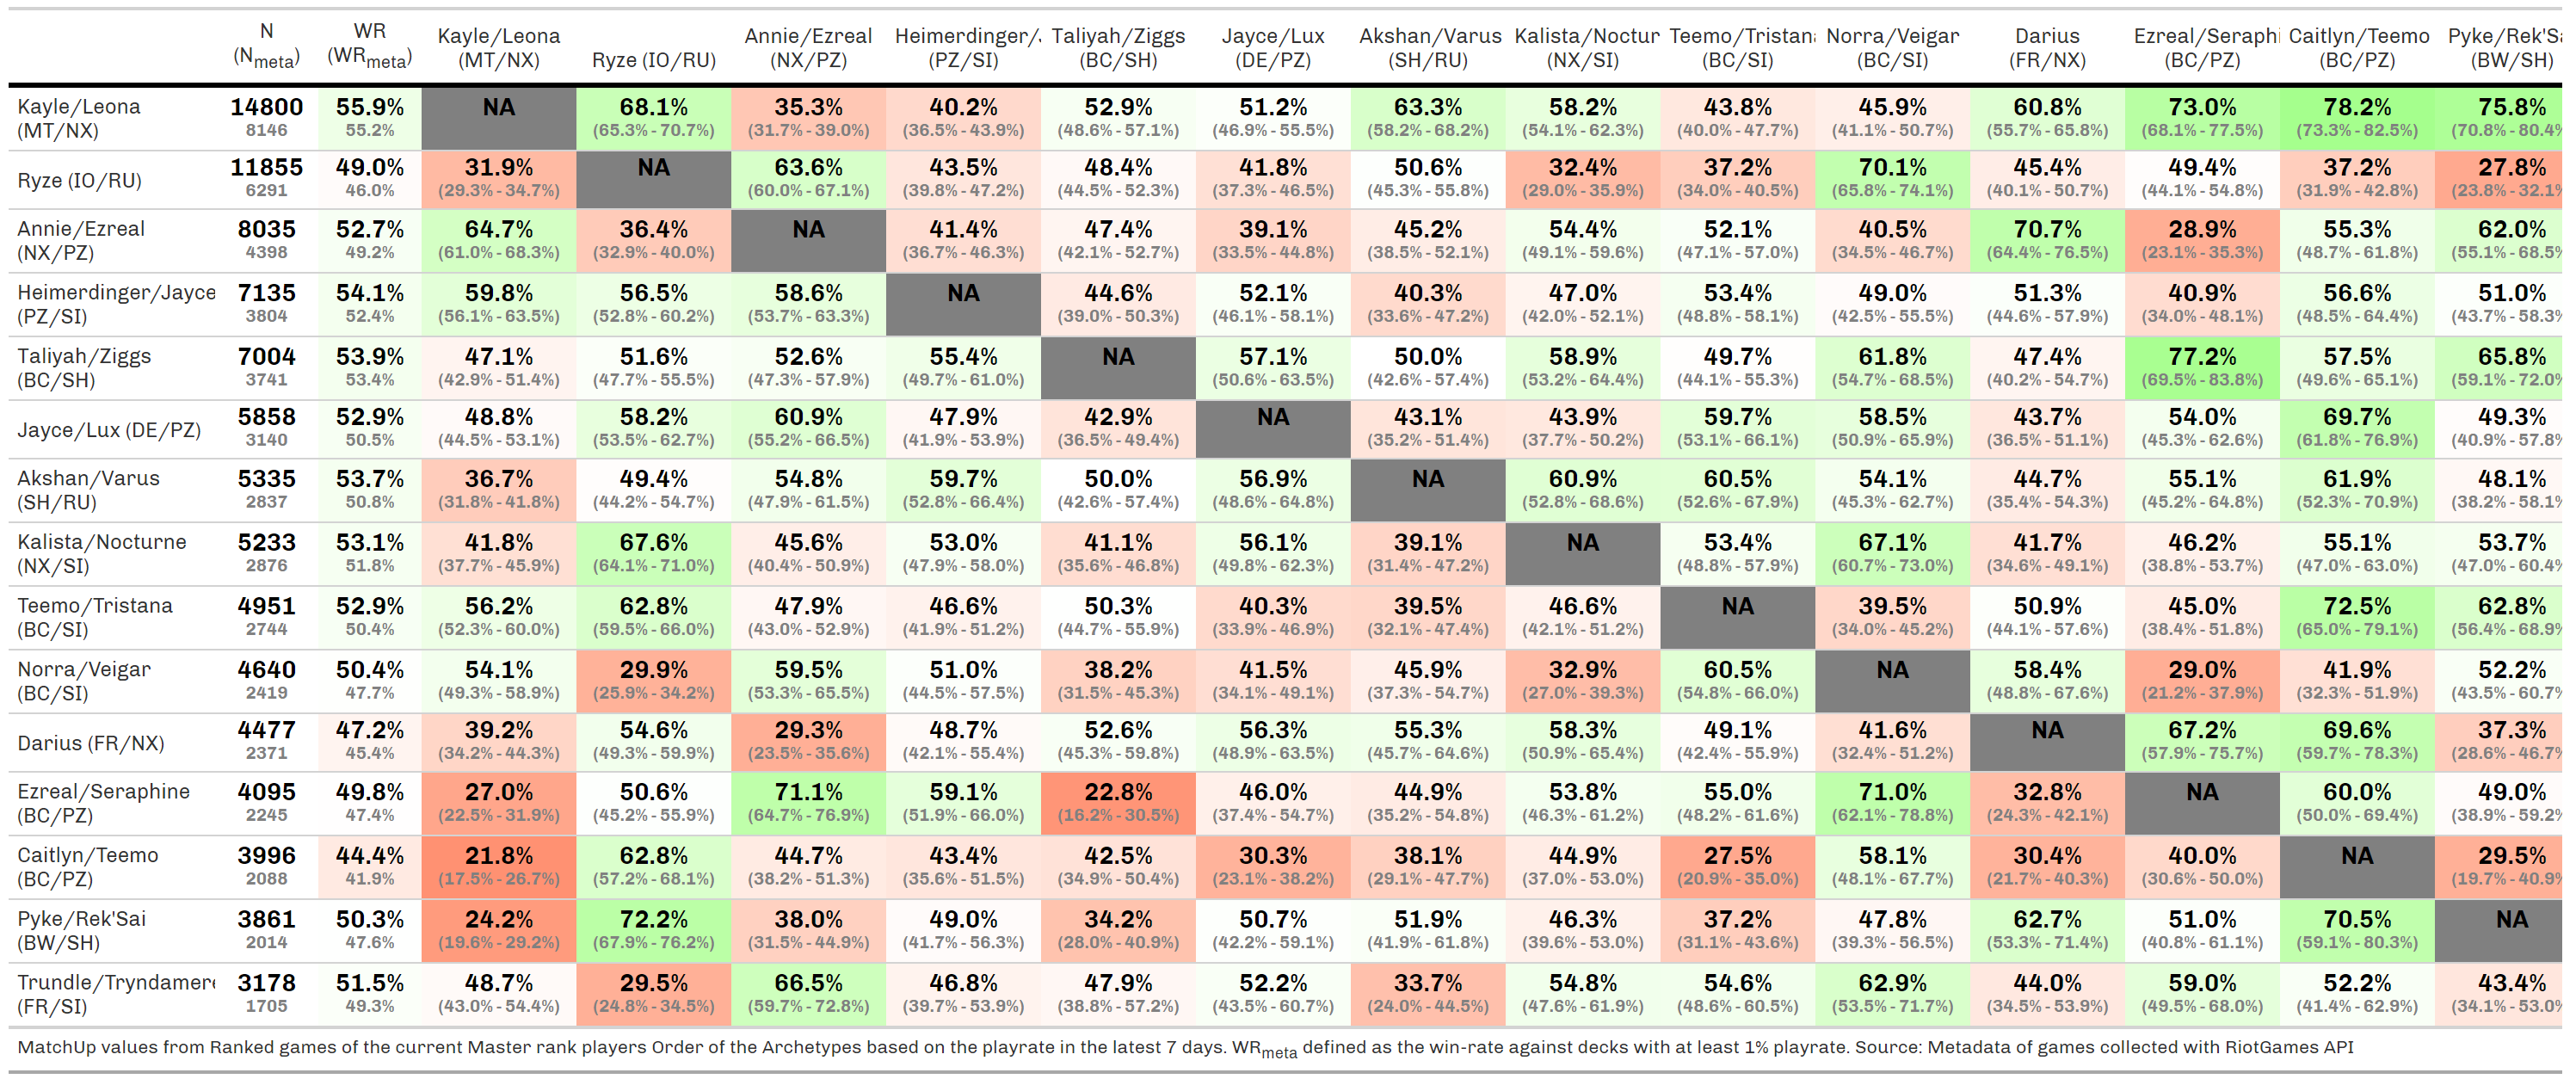 N WR Kayle/Leona Annie/Ezreal Heimerdinger/ Taliyah/Ziggs Jayce/Lux Akshan/Varus Kalista/Noctur Teemo/Tristan Norra/Veigar Darius Ezreal/Seraphi Caitlyn/Teemo Pyke/Rek'Sa
(Nmeta) (WRmeta) (MT/NX) Ryze (IO/RU) (NX/PZ) (PZ/SI) (BC/SH) (DE/PZ) (SH/RU) (NX/SI) (BC/SI) (BC/SI) (FR/NX) (BC/PZ) (BC/PZ) (BW/SH)
Kayle/Leona 14800 55.9% NA 68.1% 35.3% 40.2% 52.9% 51.2% 63.3% 58.2% 43.8% 45.9% 60.8% 73.0% 78.2% 75.8%
(MT/NX) 8146 55.2% (65.3% - 70.7%) (31.7% - 39.0%) (36.5% - 43.9%) (48.6% - 57.1%) (46.9% - 55.5%) (58.2% - 68.2%) (54.1% - 62.3%) (40.0% - 47.7%) (41.1% - 50.7%) (55.7% - 65.8%) (68.1% - 77.5%) (73.3% - 82.5%) (70.8% - 80.4%
Ryze (IO/RU) 11855 49.0% 31.9% NA 63.6% 43.5% 48.4% 41.8% 50.6% 32.4% 37.2% 70.1% 45.4% 49.4% 37.2% 27.8%
6291 46.0% (29.3% - 34.7%) (60.0% - 67.1%) (39.8% - 47.2%) (44.5% - 52.3%) (37.3% - 46.5%) (45.3% - 55.8%) (29.0% - 35.9%) (34.0% - 40.5%) (65.8% - 74.1%) (40.1% - 50.7%) (44.1% - 54.8%) (31.9% - 42.8%) (23.8% - 32.1%
Annie/Ezreal 8035 52.7% 64.7% 36.4% NA 41.4% 47.4% 39.1% 45.2% 54.4% 52.1% 40.5% 70.7% 28.9% 55.3% 62.0%
(NX/PZ) 4398 49.2% (61.0% - 68.3%) (32.9% - 40.0%) (36.7% - 46.3%) (42.1% - 52.7%) (33.5% - 44.8%) (38.5% - 52.1%) (49.1% - 59.6%) (47.1% - 57.0%) (34.5% - 46.7%) (64.4% - 76.5%) (23.1% - 35.3%) (48.7% - 61.8%) (55.1% - 68.5%
Heimerdinger/Jayce 7135 54.1% 59.8% 56.5% 58.6% NA 44.6% 52.1% 40.3% 47.0% 53.4% 49.0% 51.3% 40.9% 56.6% 51.0%
(PZ/SI) 3804 52.4% (56.1% - 63.5%) (52.8% - 60.2%) (53.7% - 63.3%) (39.0% - 50.3%) (46.1% - 58.1%) (33.6% - 47.2%) (42.0% - 52.1%) (48.8% - 58.1%) (42.5% - 55.5%) (44.6% - 57.9%) (34.0% - 48.1%) (48.5% - 64.4%) (43.7% - 58.3%
Taliyah/Ziggs 7004 53.9% 47.1% 51.6% 52.6% 55.4% NA 57.1% 50.0% 58.9% 49.7% 61.8% 47.4% 77.2% 57.5% 65.8%
(BC/SH) 3741 53.4% (42.9% - 51.4%) (47.7% - 55.5%) (47.3% - 57.9%) (49.7% - 61.0%) (50.6% - 63.5%) (42.6% - 57.4%) (53.2% - 64.4%) (44.1% - 55.3%) (54.7% - 68.5%) (40.2% - 54.7%) (69.5% - 83.8%) (49.6% - 65.1%) (59.1% - 72.0%
Jayce/Lux (DE/PZ) 5858 52.9% 48.8% 58.2% 60.9% 47.9% 42.9% NA 43.1% 43.9% 59.7% 58.5% 43.7% 54.0% 69.7% 49.3%
3140 50.5% (44.5% - 53.1%) (53.5% - 62.7%) (55.2% - 66.5%) (41.9% - 53.9%) (36.5% - 49.4%) (35.2% - 51.4%) (37.7% - 50.2%) (53.1% - 66.1%) (50.9% - 65.9%) (36.5% - 51.1%) (45.3% - 62.6%) (61.8% - 76.9%) (40.9% - 57.8%
Akshan/Varus 5335 53.7% 36.7% 49.4% 54.8% 59.7% 50.0% 56.9% NA 60.9% 60.5% 54.1% 44.7% 55.1% 61.9% 48.1%
(SH/RU) 2837 50.8% (31.8% - 41.8%) (44.2% - 54.7%) (47.9% - 61.5%) (52.8% - 66.4%) (42.6% - 57.4%) (48.6% - 64.8%) (52.8% - 68.6%) (52.6% - 67.9%) (45.3% - 62.7%) (35.4% - 54.3%) (45.2% - 64.8%) (52.3% - 70.9%) (38.2% - 58.1%
Kalista/Nocturne 5233 53.1% 41.8% 67.6% 45.6% 53.0% 41.1% 56.1% 39.1% NA 53.4% 67.1% 41.7% 46.2% 55.1% 53.7%
(NX/SI) 2876 51.8% (37.7% - 45.9%) (64.1% - 71.0%) (40.4% - 50.9%) (47.9% - 58.0%) (35.6% - 46.8%) (49.8% - 62.3%) (31.4% - 47.2%) (48.8% - 57.9%) (60.7% - 73.0%) (34.6% - 49.1%) (38.8% - 53.7%) (47.0% - 63.0%) (47.0% - 60.4%
Teemo/Tristana 4951 52.9% 56.2% 62.8% 47.9% 46.6% 50.3% 40.3% 39.5% 46.6% NA 39.5% 50.9% 45.0% 72.5% 62.8%
(BC/SI) 2744 50.4% (52.3% - 60.0%) (59.5% - 66.0%) (43.0% - 52.9%) (41.9% - 51.2%) (44.7% - 55.9%) (33.9% - 46.9%) (32.1% - 47.4%) (42.1% - 51.2%) (34.0% - 45.2%) (44.1% - 57.6%) (38.4% - 51.8%) (65.0% - 79.1%) (56.4% - 68.9%
Norra/Veigar 4640 50.4% 54.1% 29.9% 59.5% 51.0% 38.2% 41.5% 45.9% 32.9% 60.5% NA 58.4% 29.0% 41.9% 52.2%
(BC/SI) 2419 47.7% (49.3% - 58.9%) (25.9% - 34.2%) (53.3% - 65.5%) (44.5% - 57.5%) (31.5% - 45.3%) (34.1% - 49.1%) (37.3% - 54.7%) (27.0% - 39.3%) (54.8% - 66.0%) (48.8% - 67.6%) (21.2% - 37.9%) (32.3% - 51.9%) (43.5% - 60.7%
Darius (FR/NX) 4477 47.2% 39.2% 54.6% 29.3% 48.7% 52.6% 56.3% 55.3% 58.3% 49.1% 41.6% NA 67.2% 69.6% 37.3%
2371 45.4% (34.2% - 44.3%) (49.3% - 59.9%) (23.5% - 35.6%) (42.1% - 55.4%) (45.3% - 59.8%) (48.9% - 63.5%) (45.7% - 64.6%) (50.9% - 65.4%) (42.4% - 55.9%) (32.4% - 51.2%) (57.9% - 75.7%) (59.7% - 78.3%) (28.6% - 46.7%
Ezreal/Seraphine 4095 49.8% 27.0% 50.6% 71.1% 59.1% 22.8% 46.0% 44.9% 53.8% 55.0% 71.0% 32.8% NA 60.0% 49.0%
(BC/PZ) 2245 47.4% (22.5% - 31.9%) (45.2% - 55.9%) (64.7% - 76.9%) (51.9% - 66.0%) (16.2% - 30.5%) (37.4% - 54.7%) (35.2% - 54.8%) (46.3% - 61.2%) (48.2% - 61.6%) (62.1% - 78.8%) (24.3% - 42.1%) (50.0% - 69.4%) (38.9% - 59.2%
Caitlyn/Teemo 3996 44.4% 21.8% 62.8% 44.7% 43.4% 42.5% 30.3% 38.1% 44.9% 27.5% 58.1% 30.4% 40.0% NA 29.5%
(BC/PZ) 2088 41.9% (17.5% - 26.7%) (57.2% - 68.1%) (38.2% - 51.3%) (35.6% - 51.5%) (34.9% - 50.4%) (23.1% - 38.2%) (29.1% - 47.7%) (37.0% - 53.0%) (20.9% - 35.0%) (48.1% - 67.7%) (21.7% - 40.3%) (30.6% - 50.0%) (19.7% - 40.9%
Pyke/Rek'Sai 3861 50.3% 24.2% 72.2% 38.0% 49.0% 34.2% 50.7% 51.9% 46.3% 37.2% 47.8% 62.7% 51.0% 70.5% NA
(BW/SH) 2014 47.6% (19.6% - 29.2%) (67.9% - 76.2%) (31.5% - 44.9%) (41.7% - 56.3%) (28.0% - 40.9%) (42.2% - 59.1%) (41.9% - 61.8%) (39.6% - 53.0%) (31.1% - 43.6%) (39.3% - 56.5%) (53.3% - 71.4%) (40.8% - 61.1%) (59.1% - 80.3%)
Trundle/Tryndamere 3178 51.5% 48.7% 29.5% 66.5% 46.8% 47.9% 52.2% 33.7% 54.8% 54.6% 62.9% 44.0% 59.0% 52.2% 43.4%
(FR/SI) 1705 49.3% (43.0% - 54.4%) (24.8% - 34.5%) (59.7% - 72.8%) (39.7% - 53.9%) (38.8% - 57.2%) (43.5% - 60.7%) (24.0% - 44.5%) (47.6% - 61.9%) (48.6% - 60.5%) (53.5% - 71.7%) (34.5% - 53.9%) (49.5% - 68.0%) (41.4% - 62.9%) (34.1% - 53.0%
MatchUp values from Ranked games of the current Master rank players Order of the Archetypes based on the playrate in the latest 7 days. WRmeta defined as the win-rate against decks with at least 1% playrate. Source: Metadata of games collected with RiotGames API